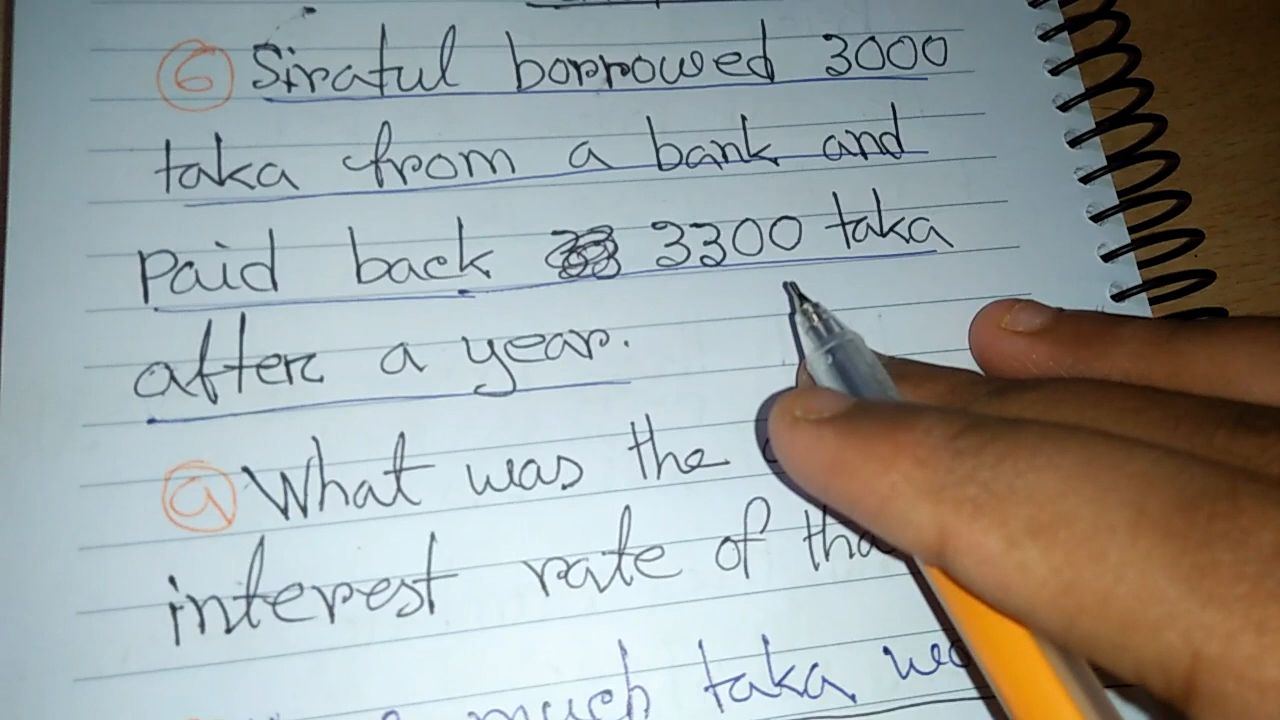 6 Siratul borrowed 3000
taka from a bank and
Paid back 3300 taka
after a year.
a What was the
interest rate of
much taka